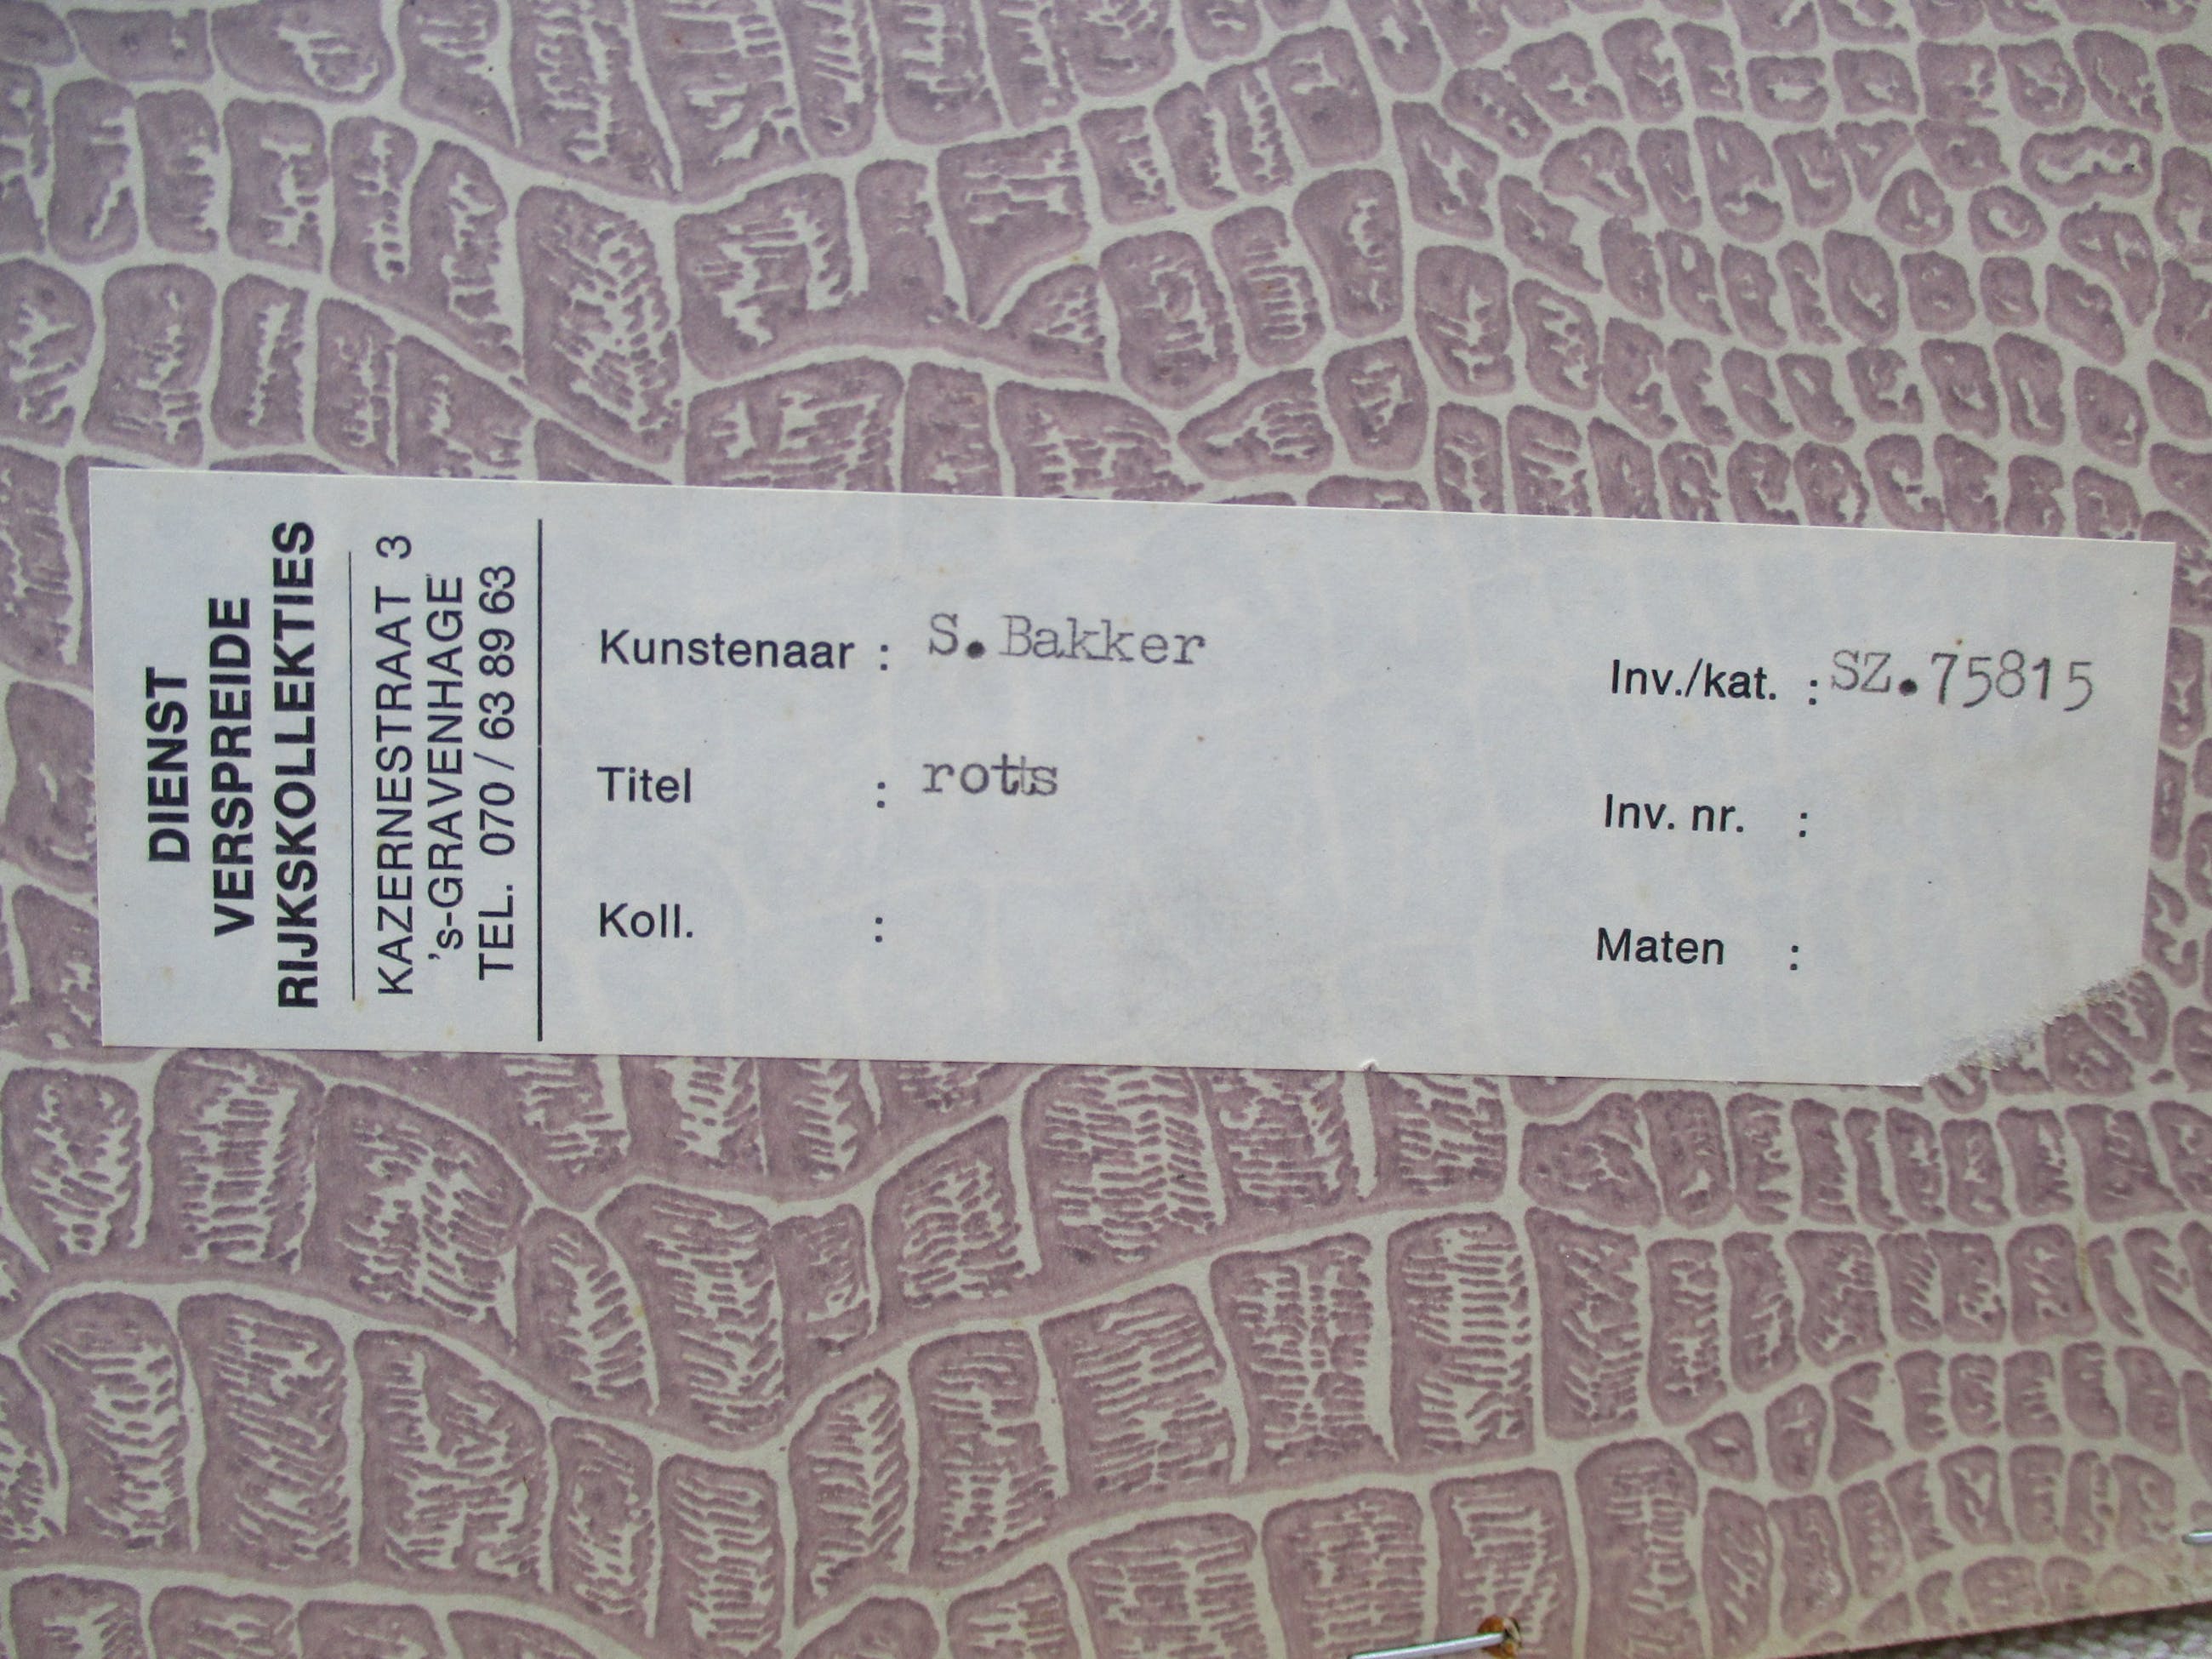 DIENST
VERSPREIDE
RIJKSKOLLEKTIES
KAZERNESTRAAT 3
's-GRAVENHAGE
TEL. 070 / 63 89 63
Kunstenaar : S.Bakker
Titel : rotts
Koll. :
Inv./kat. : SZ.75815
Inv. nr. :
Maten :